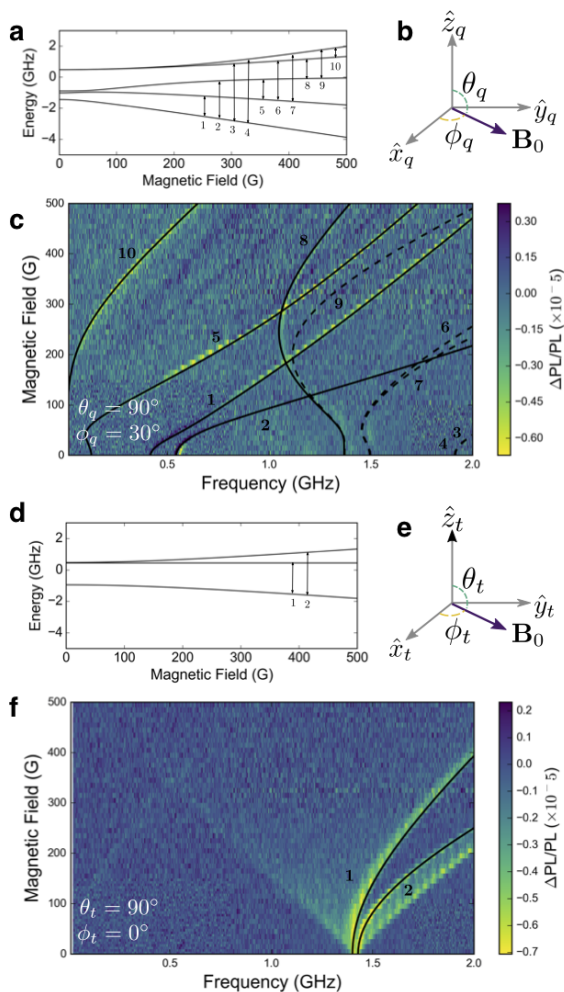 a
Energy (GHz)
2
0
−2
−4
1
2
3
4
5
6
7
8
9
10
0
100
200
300
400
500
Magnetic Field (G)
b
ẑq
θq
ŷq
x̂q
ϕq
B0
c
Magnetic Field (G)
500
400
300
200
100
0
10
5
1
2
8
9
6
7
3
4
θq = 90°
ϕq = 30°
0.5
1.0
1.5
2.0
Frequency (GHz)
0.30
0.15
0.00
−0.15
−0.30
−0.45
−0.60
ΔPL/PL (×10−5)
d
Energy (GHz)
2
0
−2
−4
1
2
0
100
200
300
400
500
Magnetic Field (G)
e
ẑt
θt
ŷt
x̂t
ϕt
B0
f
Magnetic Field (G)
500
400
300
200
100
0
1
2
θt = 90°
ϕt = 0°
0.5
1.0
1.5
2.0
Frequency (GHz)
0.2
0.1
0.0
−0.1
−0.2
−0.3
−0.4
−0.5
−0.6
−0.7
ΔPL/PL (×10−5)